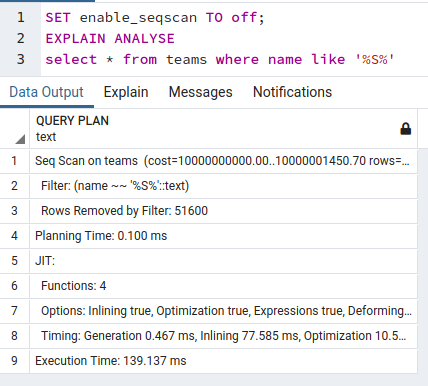 1 SET enable_seqscan TO off;
2 EXPLAIN ANALYSE
3 select * from teams where name like '%S%'
Data Output Explain Messages Notifications
QUERY PLAN
text
1 Seq Scan on teams (cost=10000000000.00..10000001450.70 rows=...
2 Filter: (name ~~ '%S%'::text)
3 Rows Removed by Filter: 51600
4 Planning Time: 0.100 ms
5 JIT:
6 Functions: 4
7 Options: Inlining true, Optimization true, Expressions true, Deforming...
8 Timing: Generation 0.467 ms, Inlining 77.585 ms, Optimization 10.5...
9 Execution Time: 139.137 ms